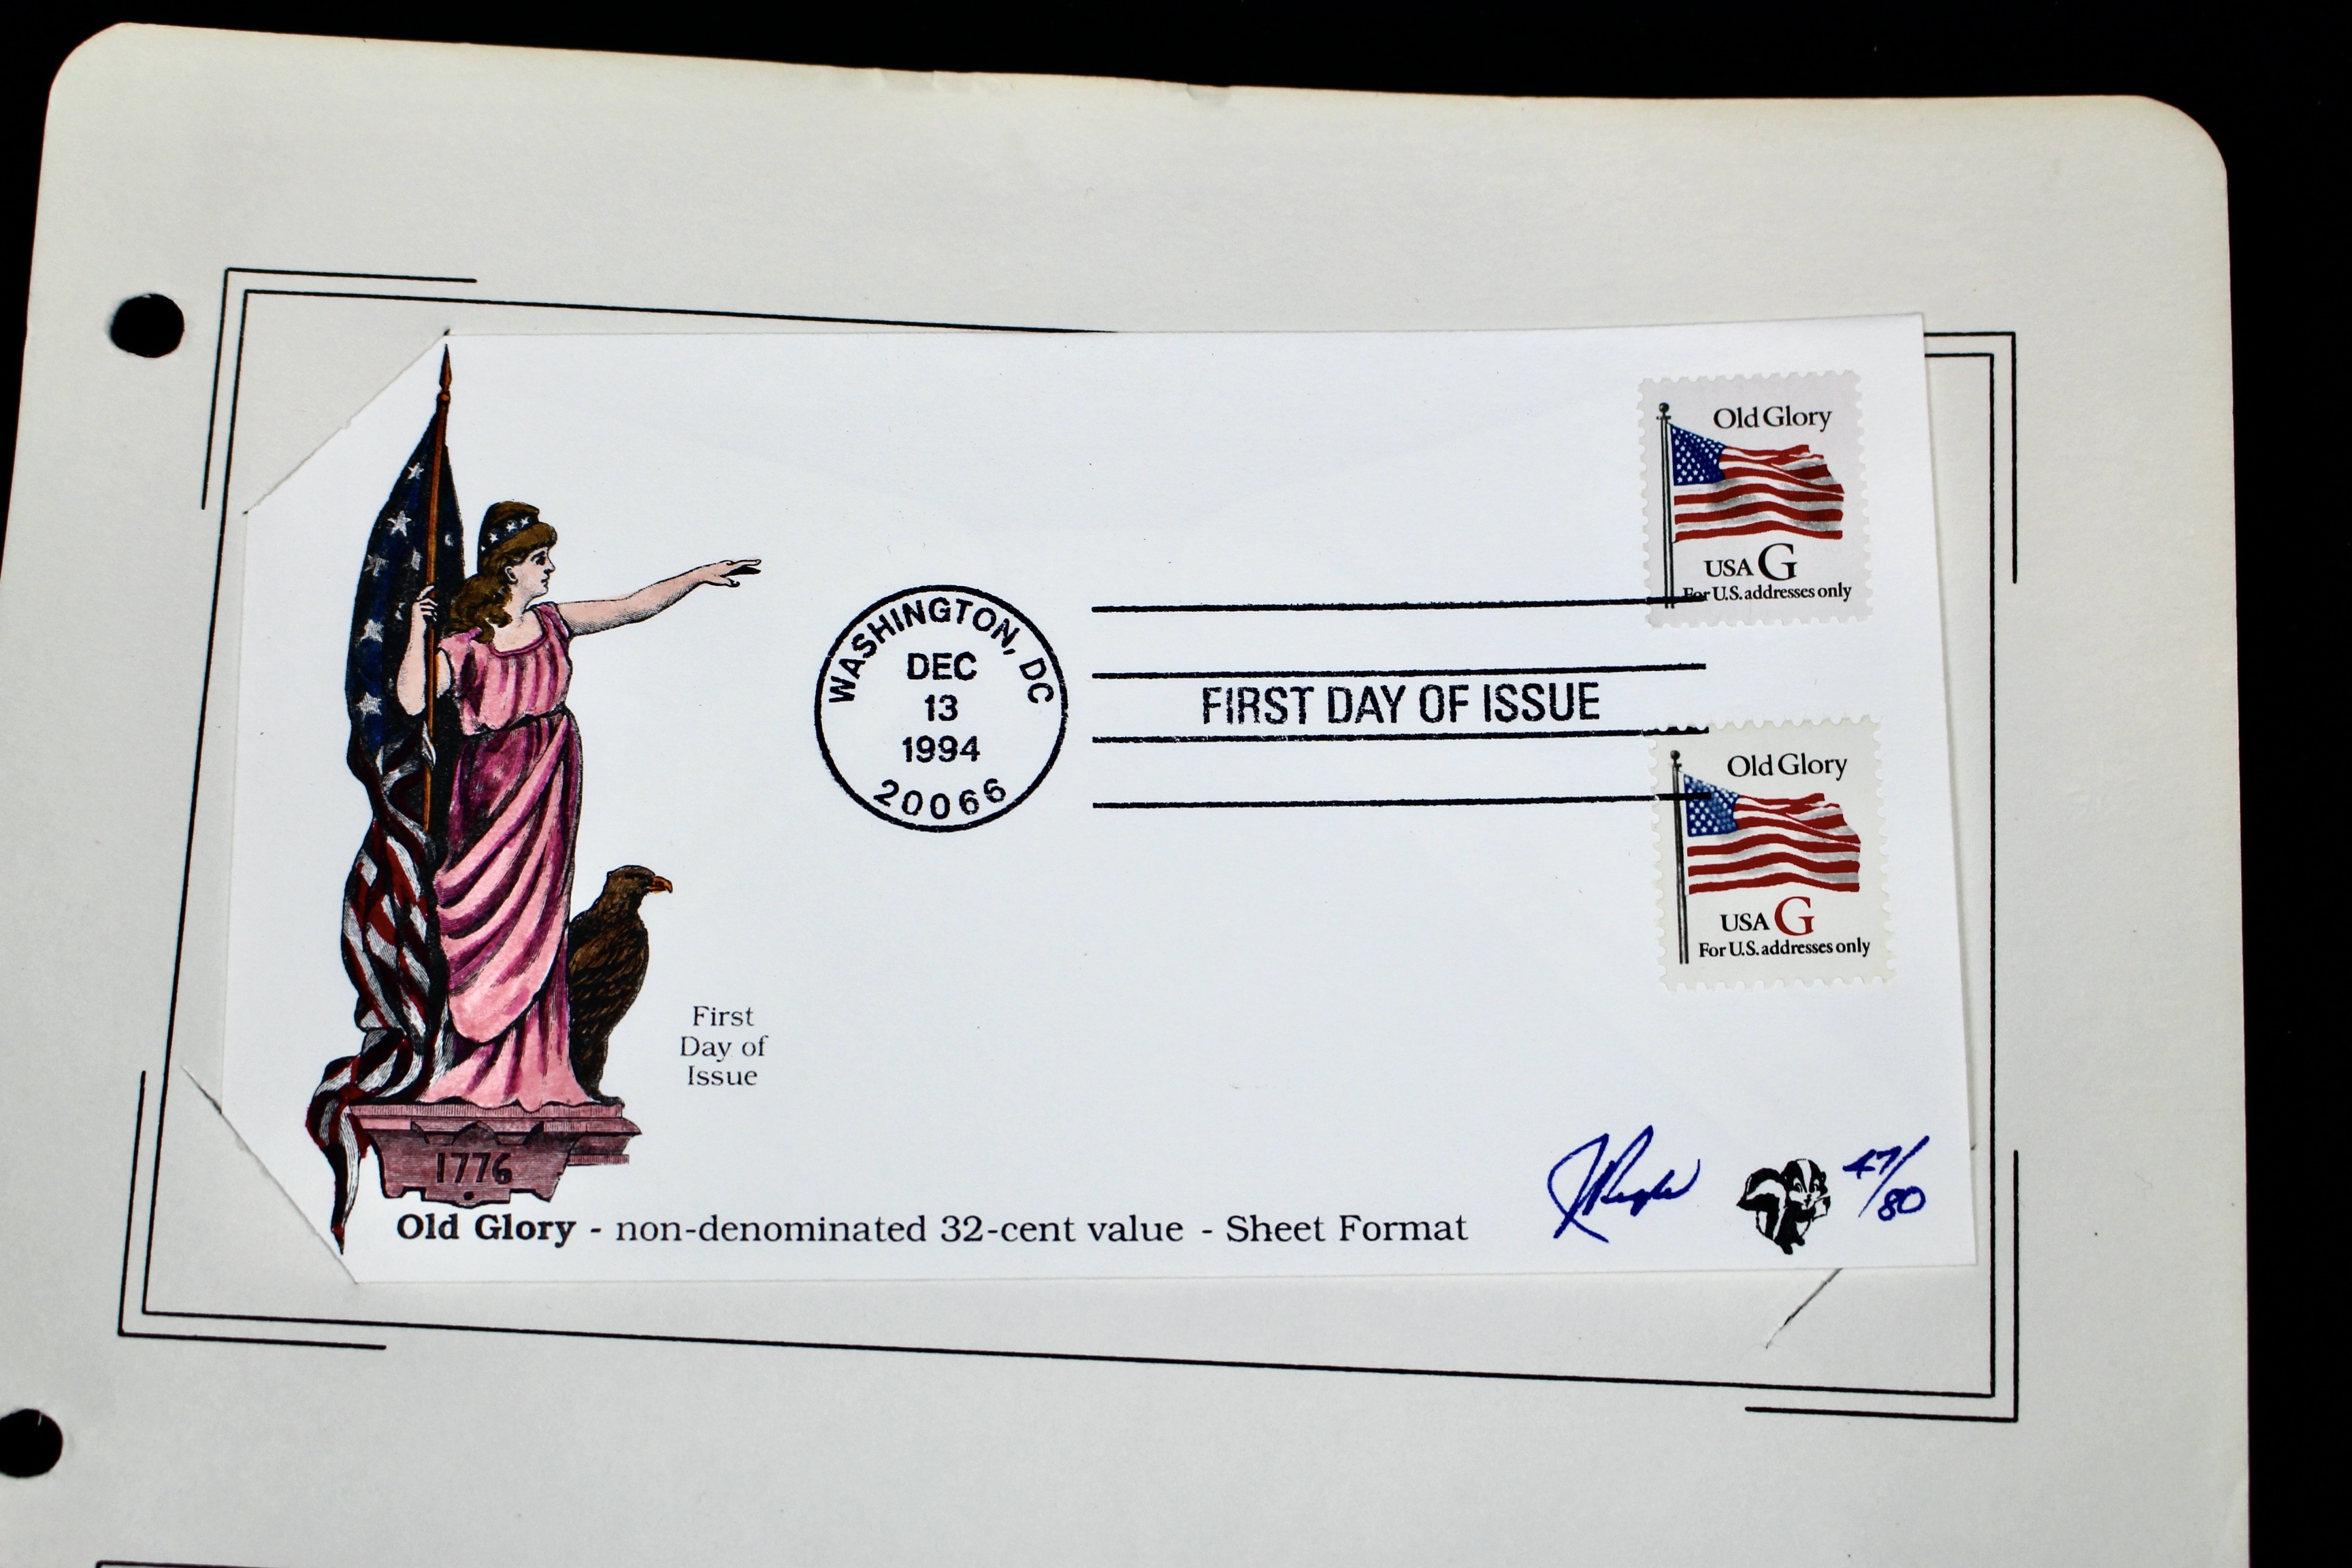 Old Glory
USA G
For U.S. addresses only
WASHINGTON, DC
DEC
13
1994
20066
FIRST DAY OF ISSUE
Old Glory
USA G
For U.S. addresses only
First
Day of
Issue
1776
47/80
Old Glory - non-denominated 32-cent value - Sheet Format